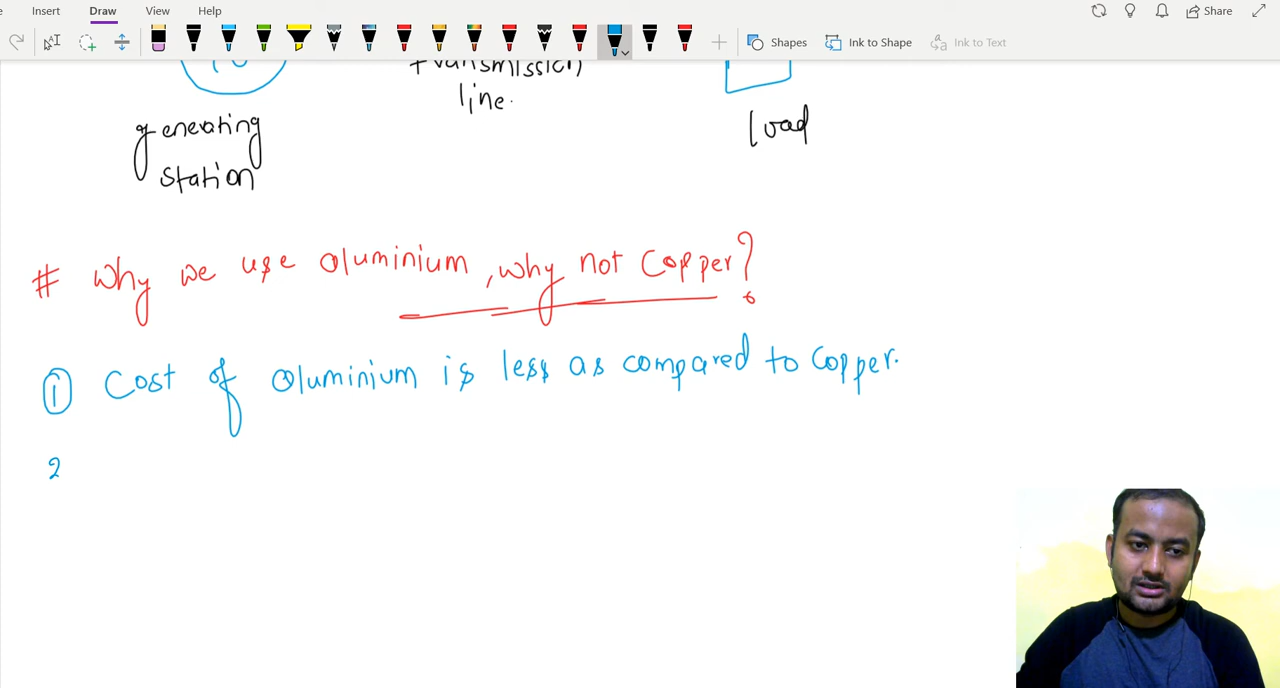 Insert Draw View Help
Share
Shapes Ink to Shape Ink to Text
transmission
line.
generating
station
load
# Why we use aluminium, why not Copper?
① Cost of aluminium is less as compared to Copper.
2